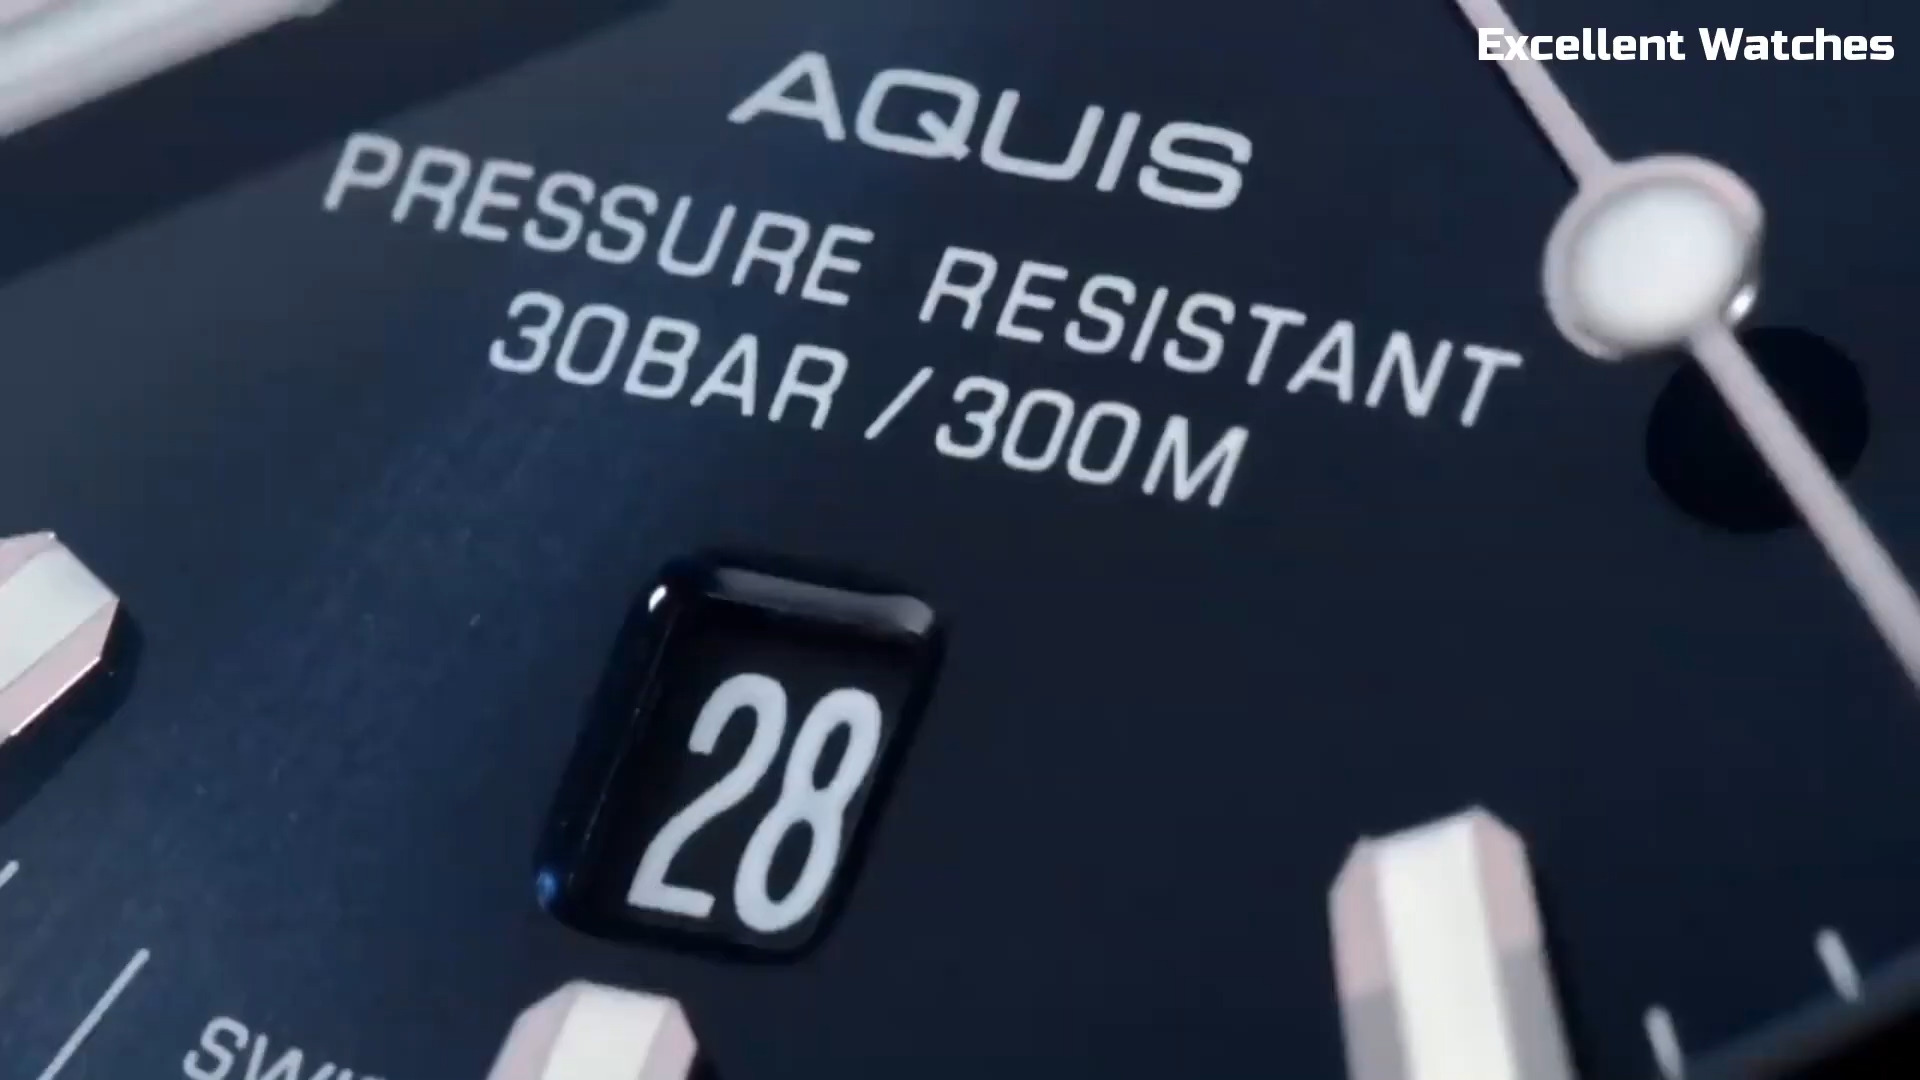 Excellent Watches
AQUIS
PRESSURE RESISTANT
30BAR/300M
28